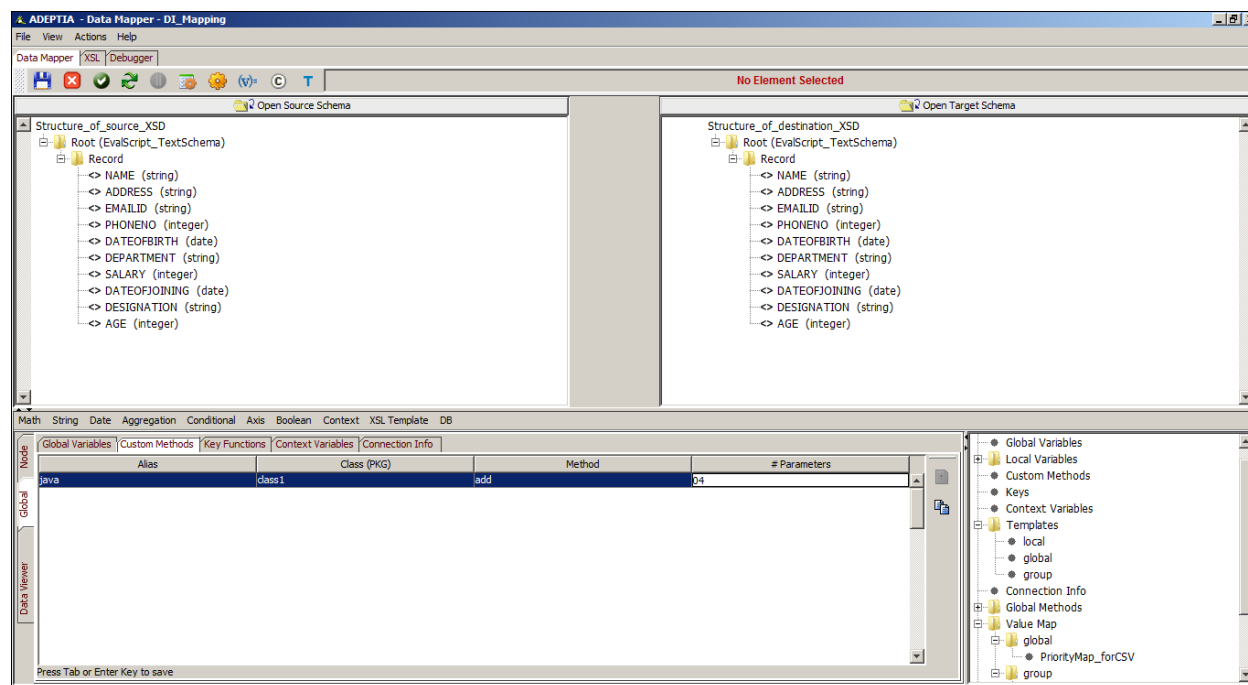 ADEPTIA - Data Mapper - DI_Mapping
File View Actions Help
Data Mapper XSL Debugger
(V)= C T No Element Selected
Open Source Schema
Open Target Schema
Structure_of_source_XSD
Root (EvalScript_TextSchema)
Record
<> NAME (string)
<> ADDRESS (string)
<> EMAILID (string)
<> PHONENO (integer)
<> DATEOFBIRTH (date)
<> DEPARTMENT (string)
<> SALARY (integer)
<> DATEOFJOINING (date)
<> DESIGNATION (string)
<> AGE (integer)
Structure_of_destination_XSD
Root (EvalScript_TextSchema)
Record
<> NAME (string)
<> ADDRESS (string)
<> EMAILID (string)
<> PHONENO (integer)
<> DATEOFBIRTH (date)
<> DEPARTMENT (string)
<> SALARY (integer)
<> DATEOFJOINING (date)
<> DESIGNATION (string)
<> AGE (integer)
Math String Date Aggregation Conditional Axis Boolean Context XSL Template DB
Node
Global
Data Viewer
Global Variables Custom Methods Key Functions Context Variables Connection Info
Alias Class (PKG) Method # Parameters
java class1 add 04
Press Tab or Enter Key to save
Global Variables
Local Variables
Custom Methods
Keys
Context Variables
Templates
local
global
group
Connection Info
Global Methods
Value Map
global
PriorityMap_forCSV
group